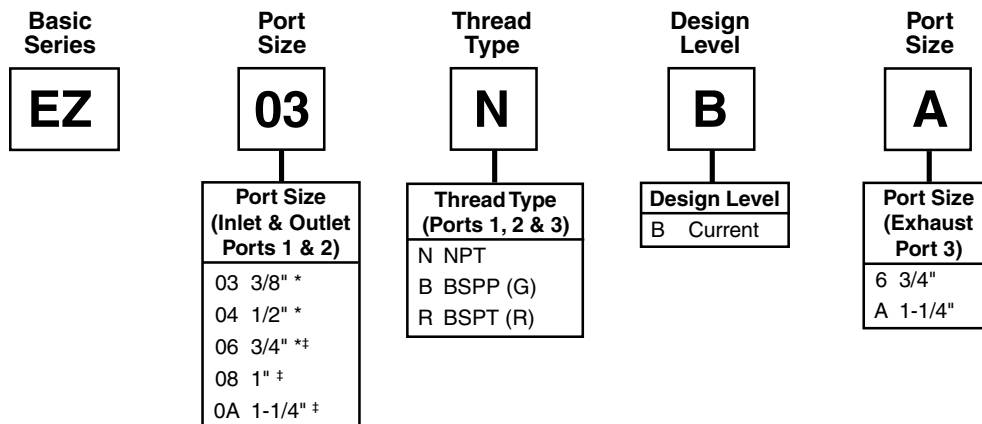 Basic
Series
Port
Size
Thread
Type
Design
Level
Port
Size
EZ
03
N
B
A
Port Size
(Inlet & Outlet
Ports 1 & 2)
03 3/8" *
04 1/2" *
06 3/4" *‡
08 1" ‡
0A 1-1/4" ‡
Thread Type
(Ports 1, 2 & 3)
N NPT
B BSPP (G)
R BSPT (R)
Design Level
B Current
Port Size
(Exhaust
Port 3)
6 3/4"
A 1-1/4"